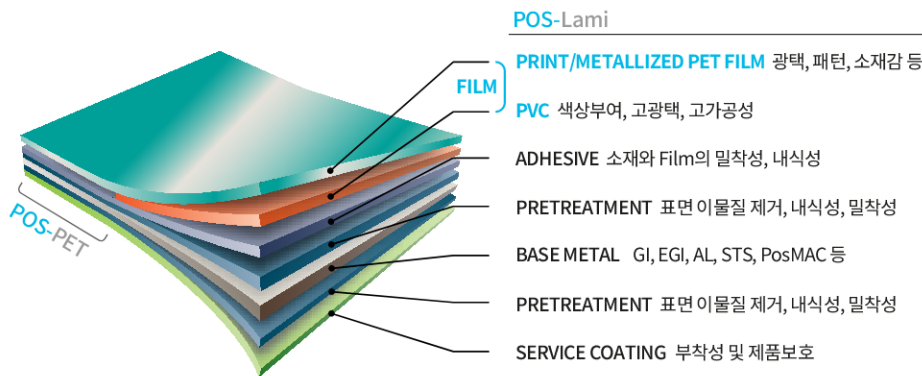 POS-Lami
PRINT/METALLIZED PET FILM 광택, 패턴, 소재감 등
FILM
PVC 색상부여, 고광택, 고가공성
ADHESIVE 소재와 Film의 밀착성, 내식성
PRETREATMENT 표면 이물질 제거, 내식성, 밀착성
POS-PET
BASE METAL GI, EGI, AL, STS, PosMAC 등
PRETREATMENT 표면 이물질 제거, 내식성, 밀착성
SERVICE COATING 부착성 및 제품보호